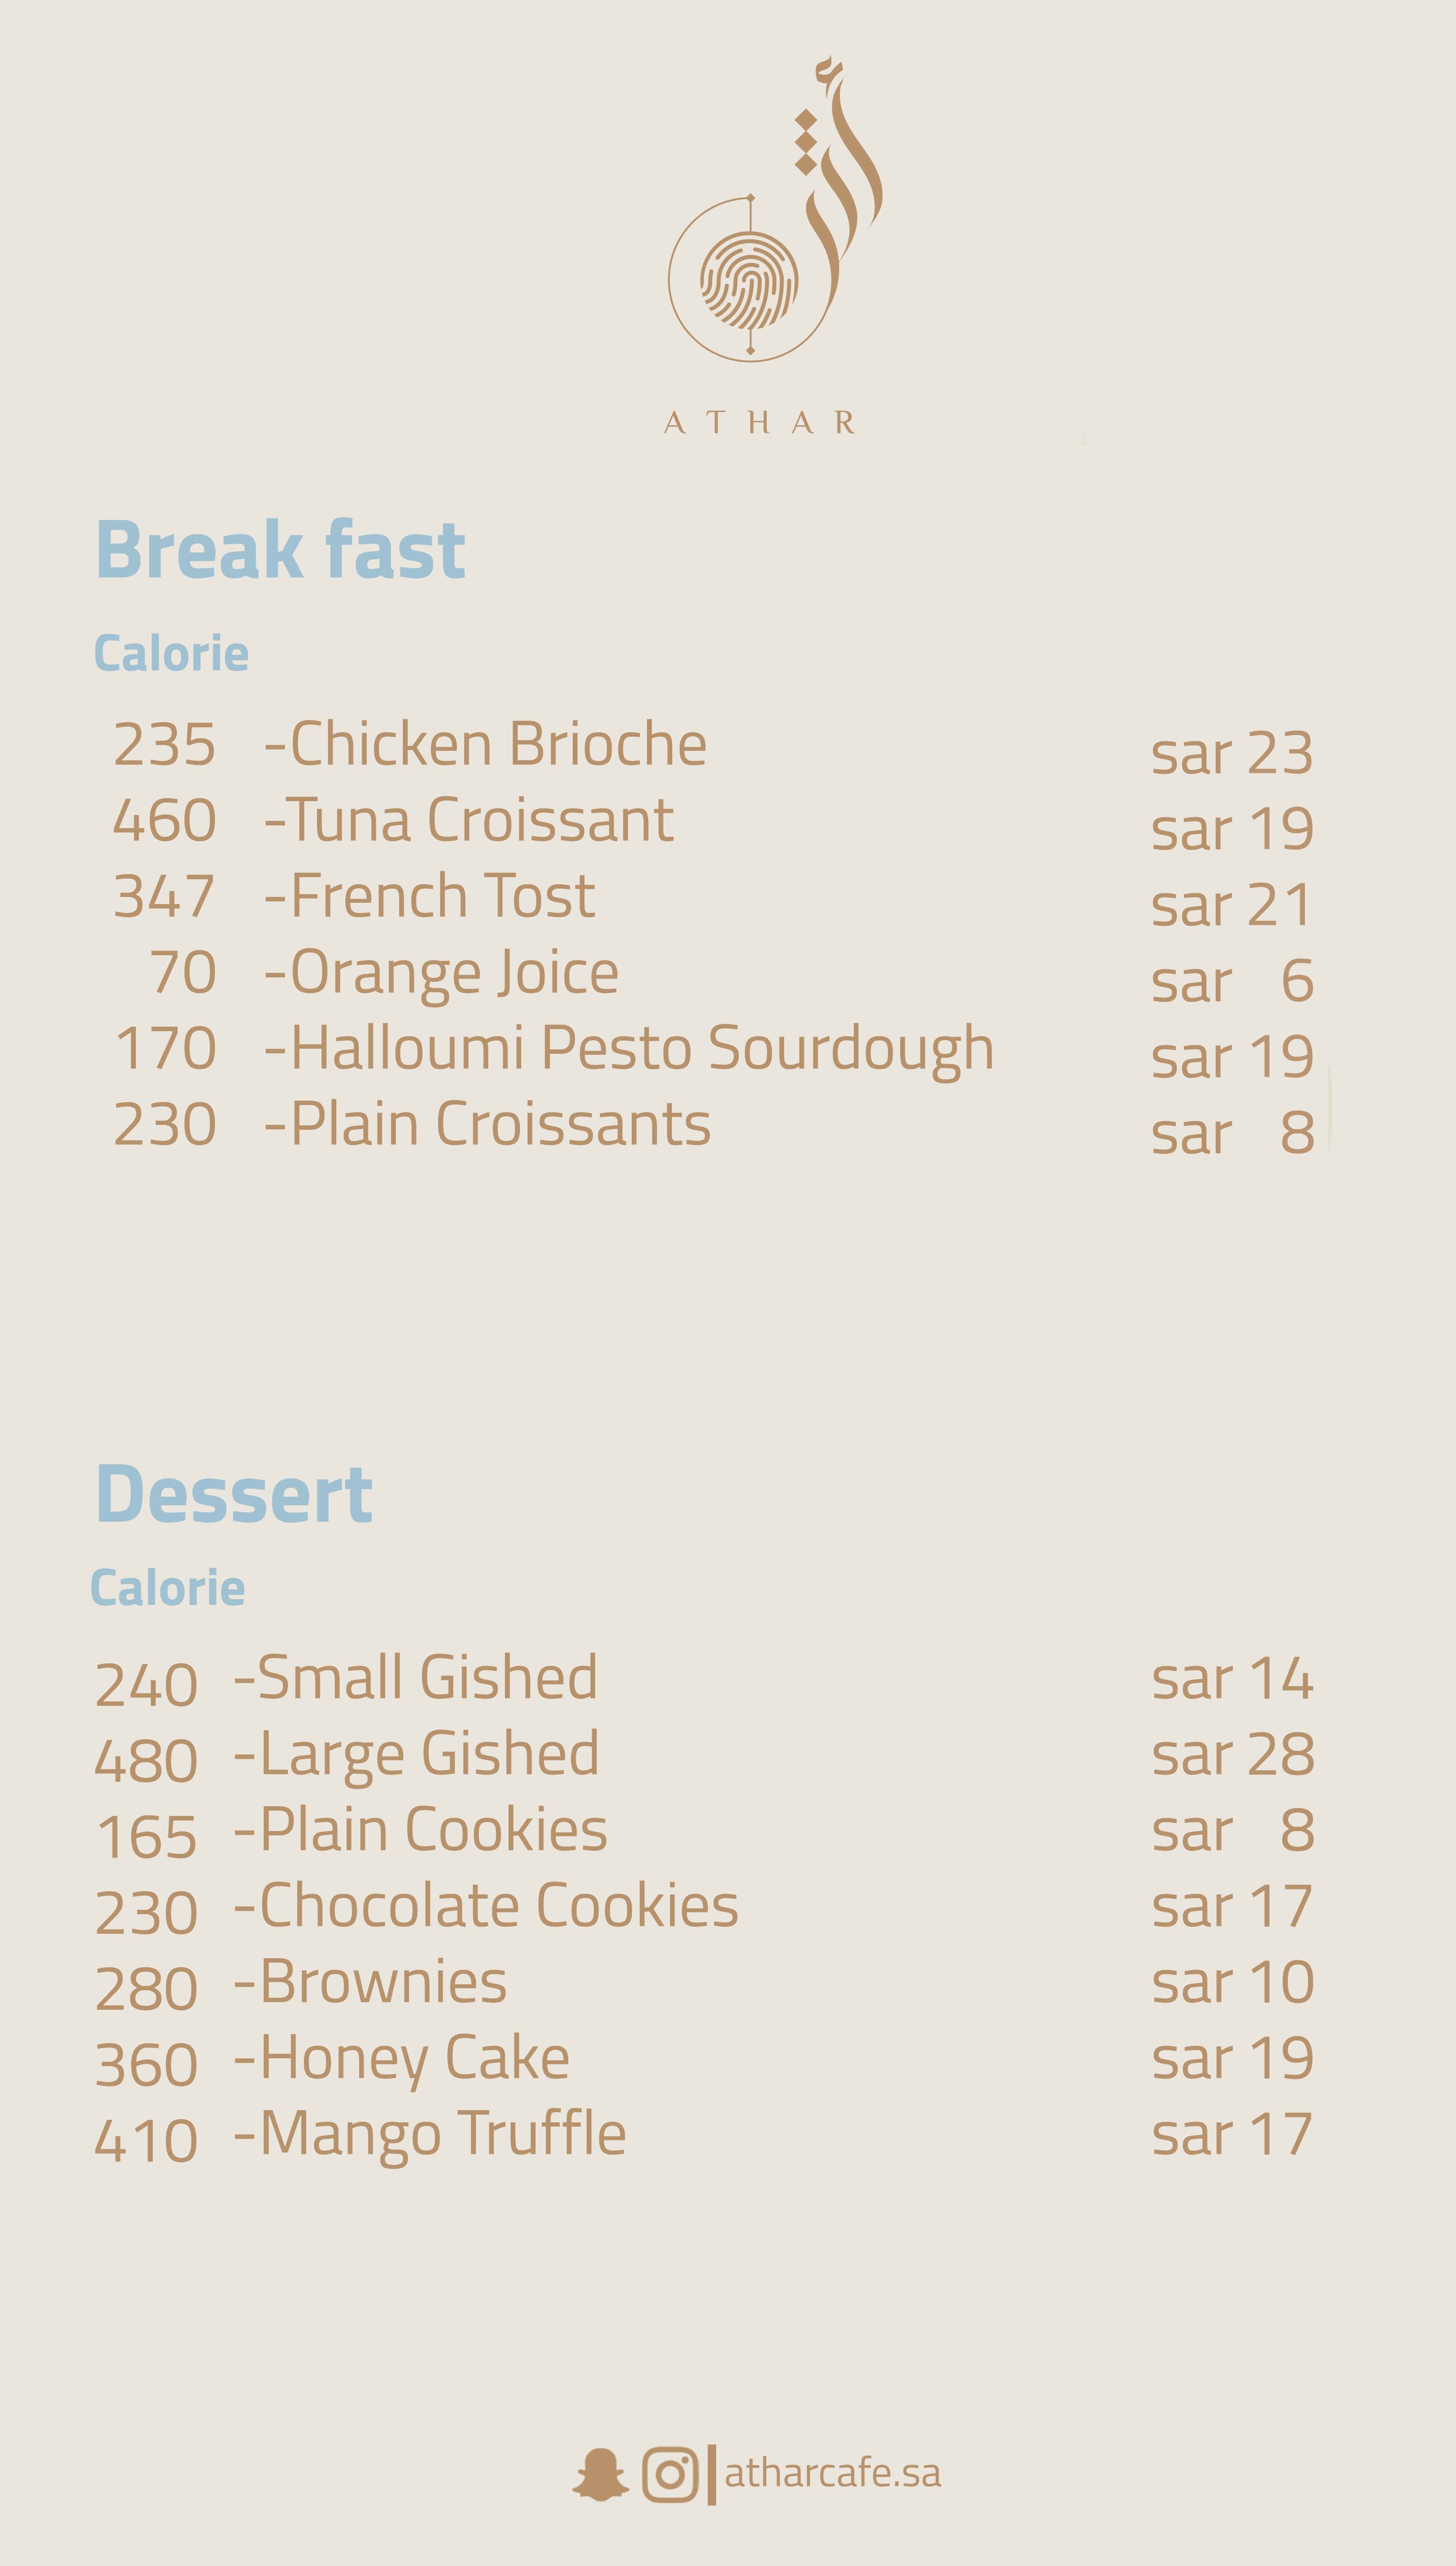 أثر
ATHAR
Break fast
Calorie
235 -Chicken Brioche sar 23
460 -Tuna Croissant sar 19
347 -French Tost sar 21
70 -Orange Joice sar 6
170 -Halloumi Pesto Sourdough sar 19
230 -Plain Croissants sar 8
Dessert
Calorie
240 -Small Gished sar 14
480 -Large Gished sar 28
165 -Plain Cookies sar 8
230 -Chocolate Cookies sar 17
280 -Brownies sar 10
360 -Honey Cake sar 19
410 -Mango Truffle sar 17
atharcafe.sa